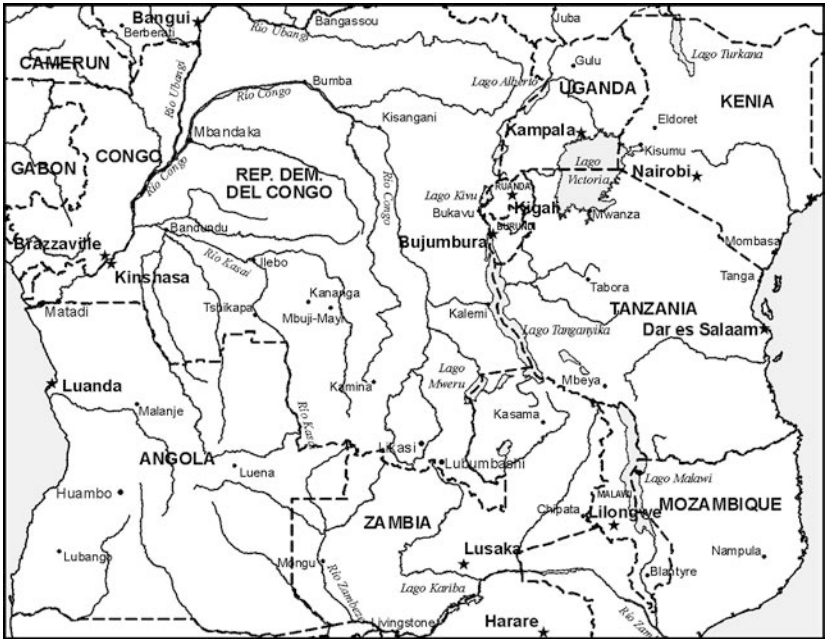 Bangui
Berberati
Bangassou
Juba
Río Ubangi
CAMERUN
Gulu
Lago Turkana
Lago Alberto
UGANDA
Bumba
Río Congo
KENIA
Río Ubangi
Kisangani
Eldoret
Kampala
Mbandaka
Kisumu
GABON
CONGO
REP. DEM.
DEL CONGO
Lago
Victoria
Nairobi
Río Congo
Río Congo
RUANDA
Lago Kivu
Kigali
Bukavu
Mwanza
BURUNDI
Bandundu
Brazzaville
Bujumbura
Mombasa
Kinshasa
Río Kasai
Ulebo
Tanga
Tabora
Kananga
Tshikapa
Mbuji-Mayi
TANZANIA
Matadi
Kalemi
Lago Tanganyika
Dar es Salaam
Lago
Mweru
Luanda
Kamina
Mbeya
Malanje
Río Kasai
Kasama
Likasi
ANGOLA
Lubumbashi
Luena
Lago Malawi
Huambo
MALAWI
MOZAMBIQUE
Chipata
Lilongwe
ZAMBIA
Lusaka
Lubango
Mongu
Nampula
Blantyre
Río Zambeze
Lago Kariba
Livingstone
Harare
Río Zam